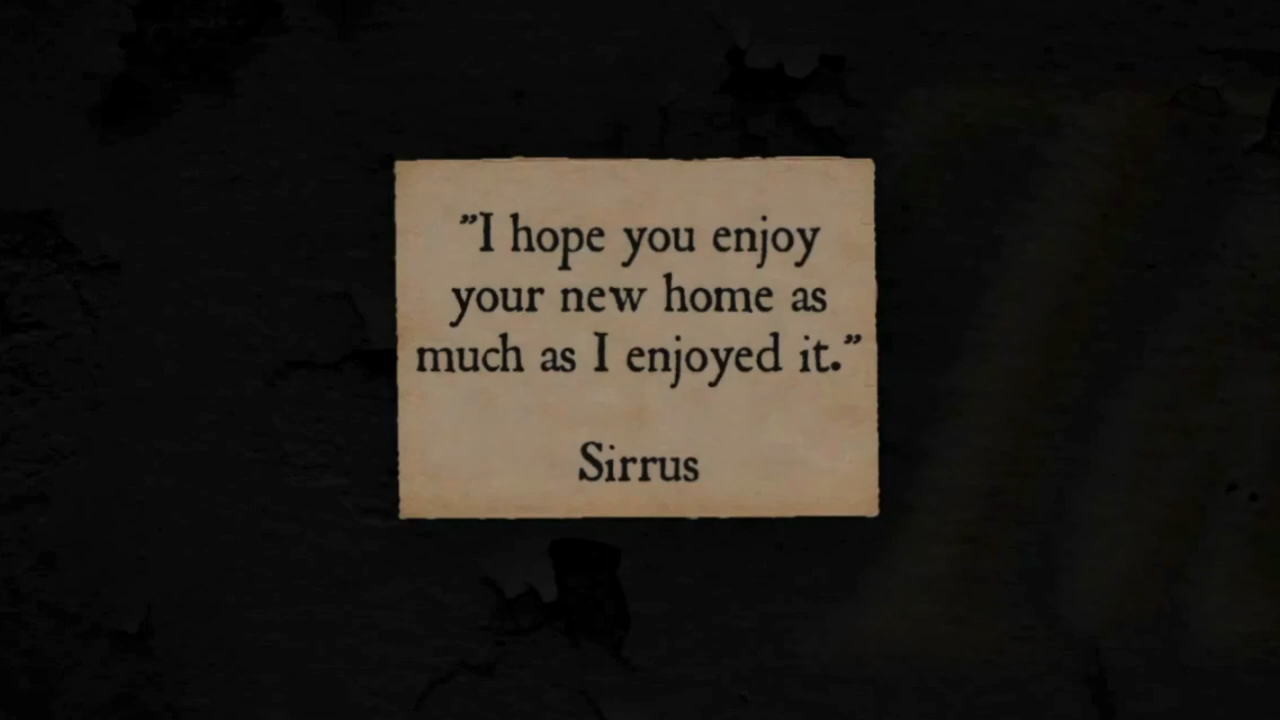 ”I hope you enjoy
your new home as
much as I enjoyed it.”
Sirrus